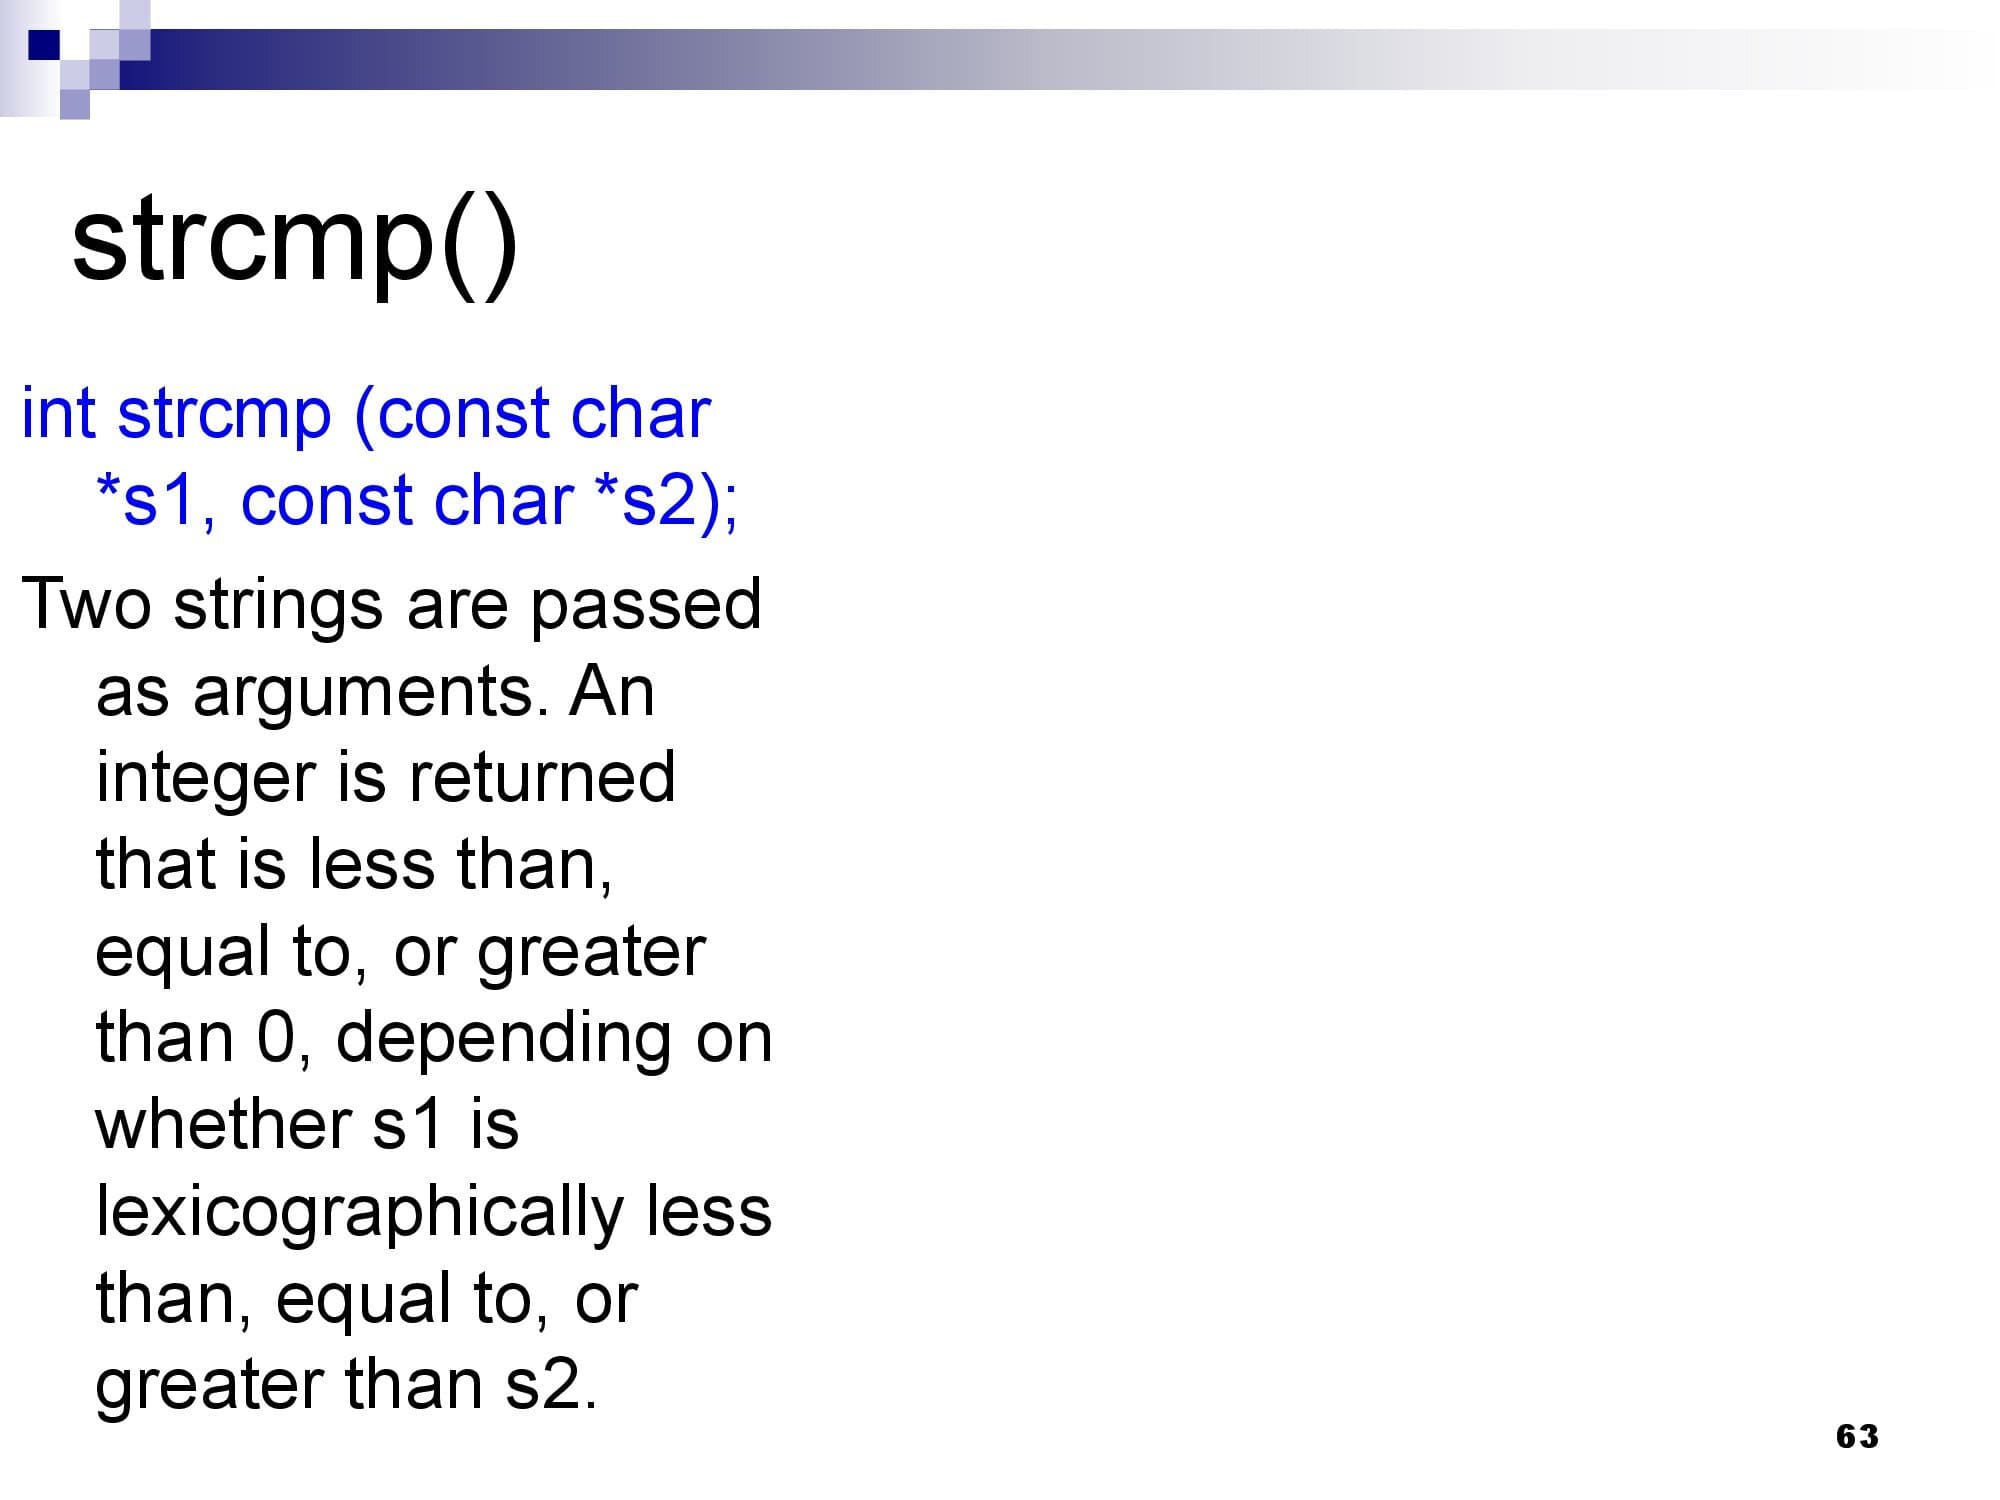 strcmp()
int strcmp (const char
*s1, const char *s2);
Two strings are passed
as arguments. An
integer is returned
that is less than,
equal to, or greater
than 0, depending on
whether s1 is
lexicographically less
than, equal to, or
greater than s2.
63